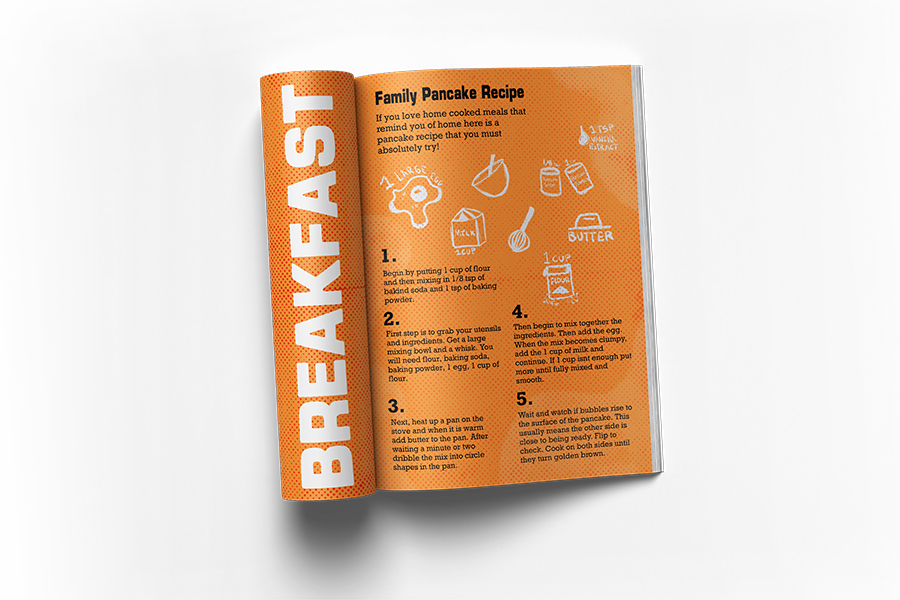 BREAKFAST
Family Pancake Recipe
If you love home cooked meals that
remind you of home here is a
pancake recipe that you must
absolutely try!
1 TSP
VANILLA
EXTRACT
1 LARGE EGG
MILK
1 CUP
BUTTER
1 CUP
FLOUR
1.
Begin by putting 1 cup of flour
and then mixing in 1/8 tsp of
bakind soda and 1 tsp of baking
powder.
2.
First step is to grab your utensils
and ingredients. Get a large
mixing bowl and a whisk. You
will need flour, baking soda,
baking powder, 1 egg, 1 cup of
flour.
3.
Next, heat up a pan on the
stove and when it is warm
add butter to the pan. After
waiting a minute or two
dribble the mix into circle
shapes in the pan.
4.
Then begin to mix together the
ingredients. Then add the egg.
When the mix becomes clumpy,
add the 1 cup of milk and
continue. If 1 cup isnt enough put
more until fully mixed and
smooth.
5.
Wait and watch if bubbles rise to
the surface of the pancake. This
usually means the other side is
close to being ready. Flip to
check. Cook on both sides until
they turn golden brown.